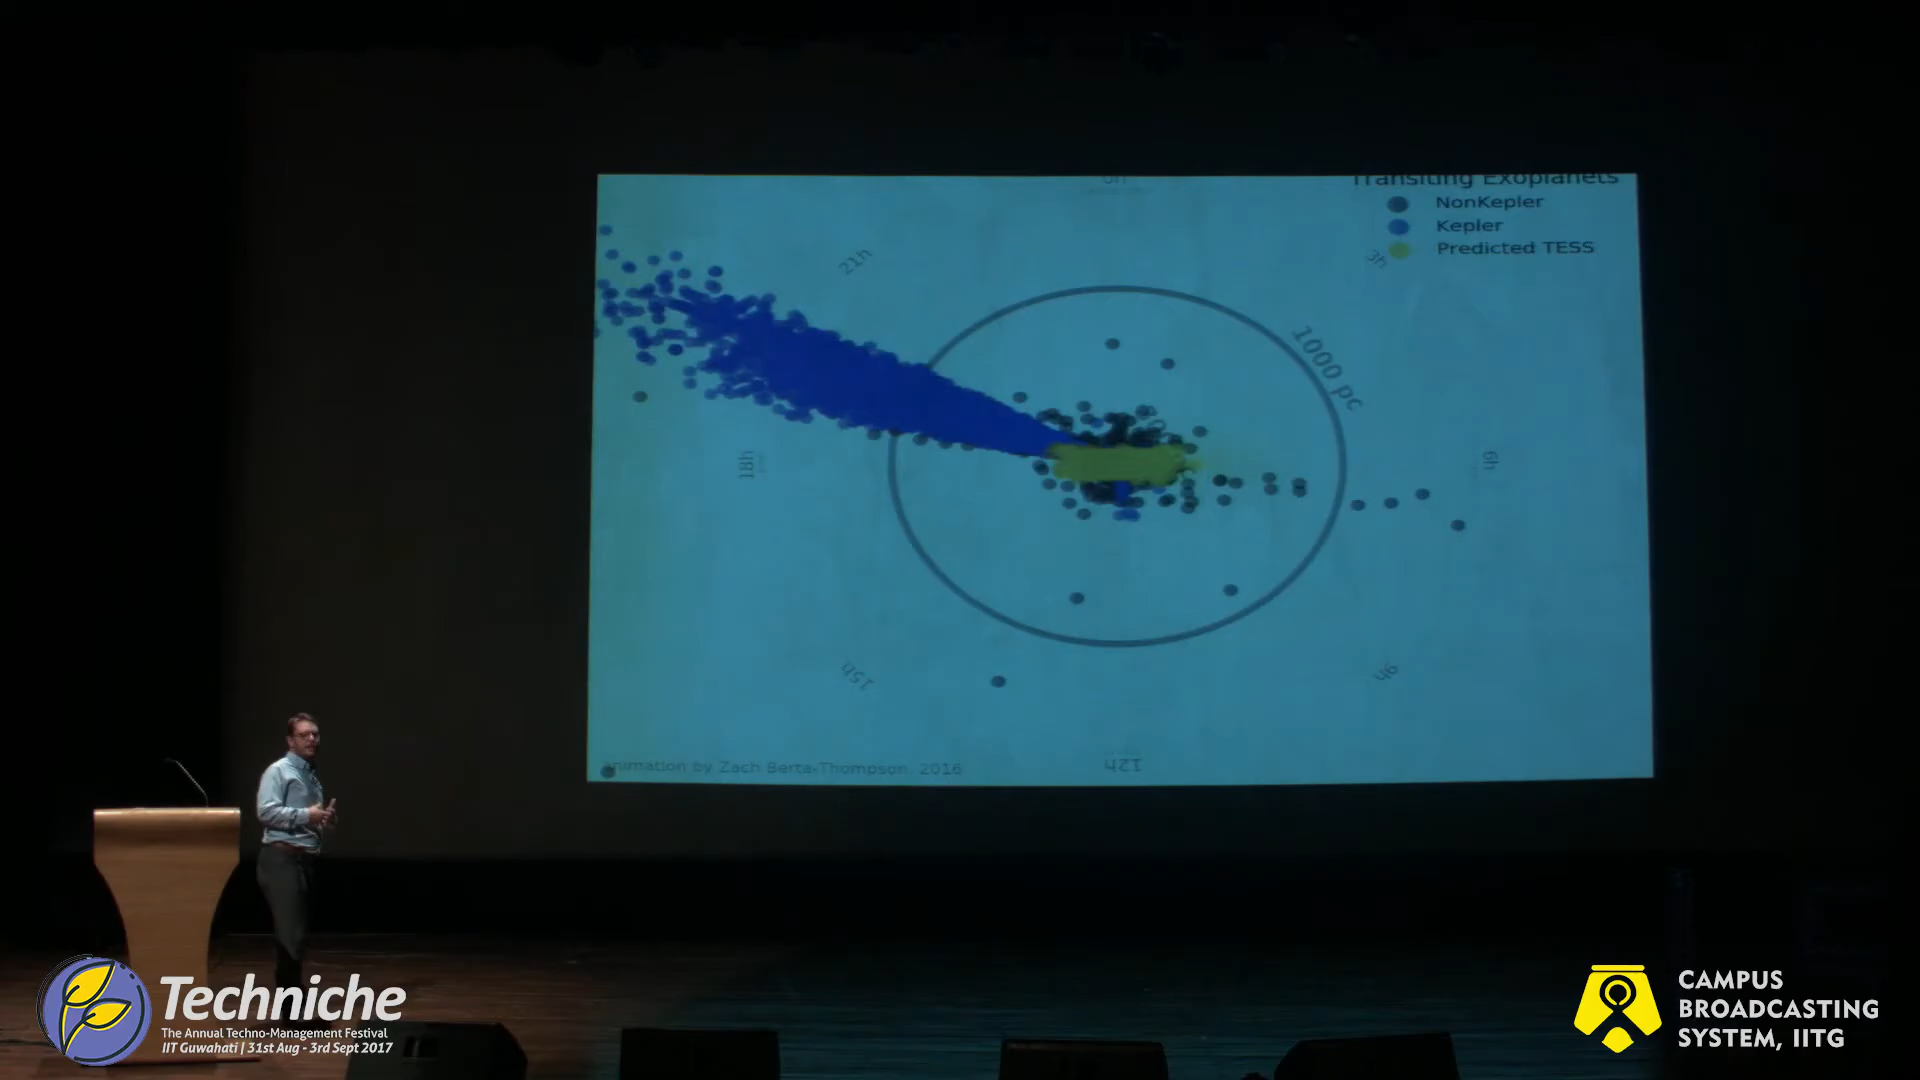 Transiting Exoplanets
NonKepler
Kepler
Predicted TESS
0h
21h
3h
1000 pc
18h
6h
15h
9h
12h
animation by Zach Berta-Thompson, 2016
Techniche
The Annual Techno-Management Festival
IIT Guwahati | 31st Aug - 3rd Sept 2017
CAMPUS
BROADCASTING
SYSTEM, IITG